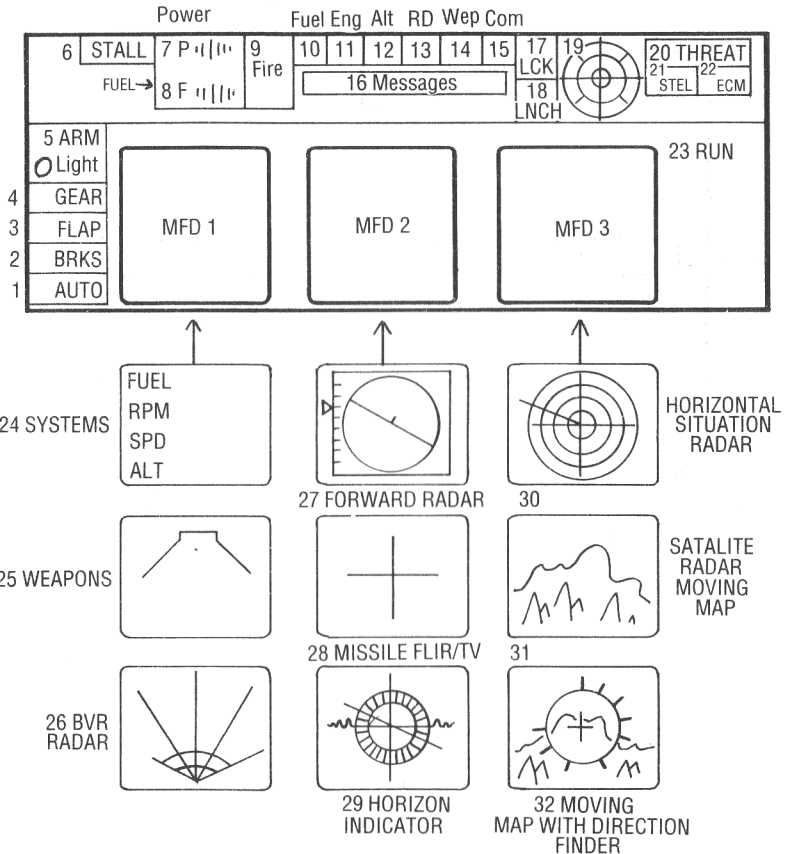 Power
Fuel Eng Alt RD Wep Com
6 STALL
7 P
9 Fire
10 11 12 13 14 15
17 LCK
19
20 THREAT
21 STEL
22 ECM
FUEL
8 F
16 Messages
18 LNCH
5 ARM
Light
4 GEAR
3 FLAP
2 BRKS
1 AUTO
MFD 1
MFD 2
MFD 3
23 RUN
24 SYSTEMS
FUEL
RPM
SPD
ALT
27 FORWARD RADAR
30
HORIZONTAL
SITUATION
RADAR
25 WEAPONS
28 MISSILE FLIR/TV
31
SATALITE
RADAR
MOVING
MAP
26 BVR
RADAR
29 HORIZON
INDICATOR
32 MOVING
MAP WITH DIRECTION
FINDER